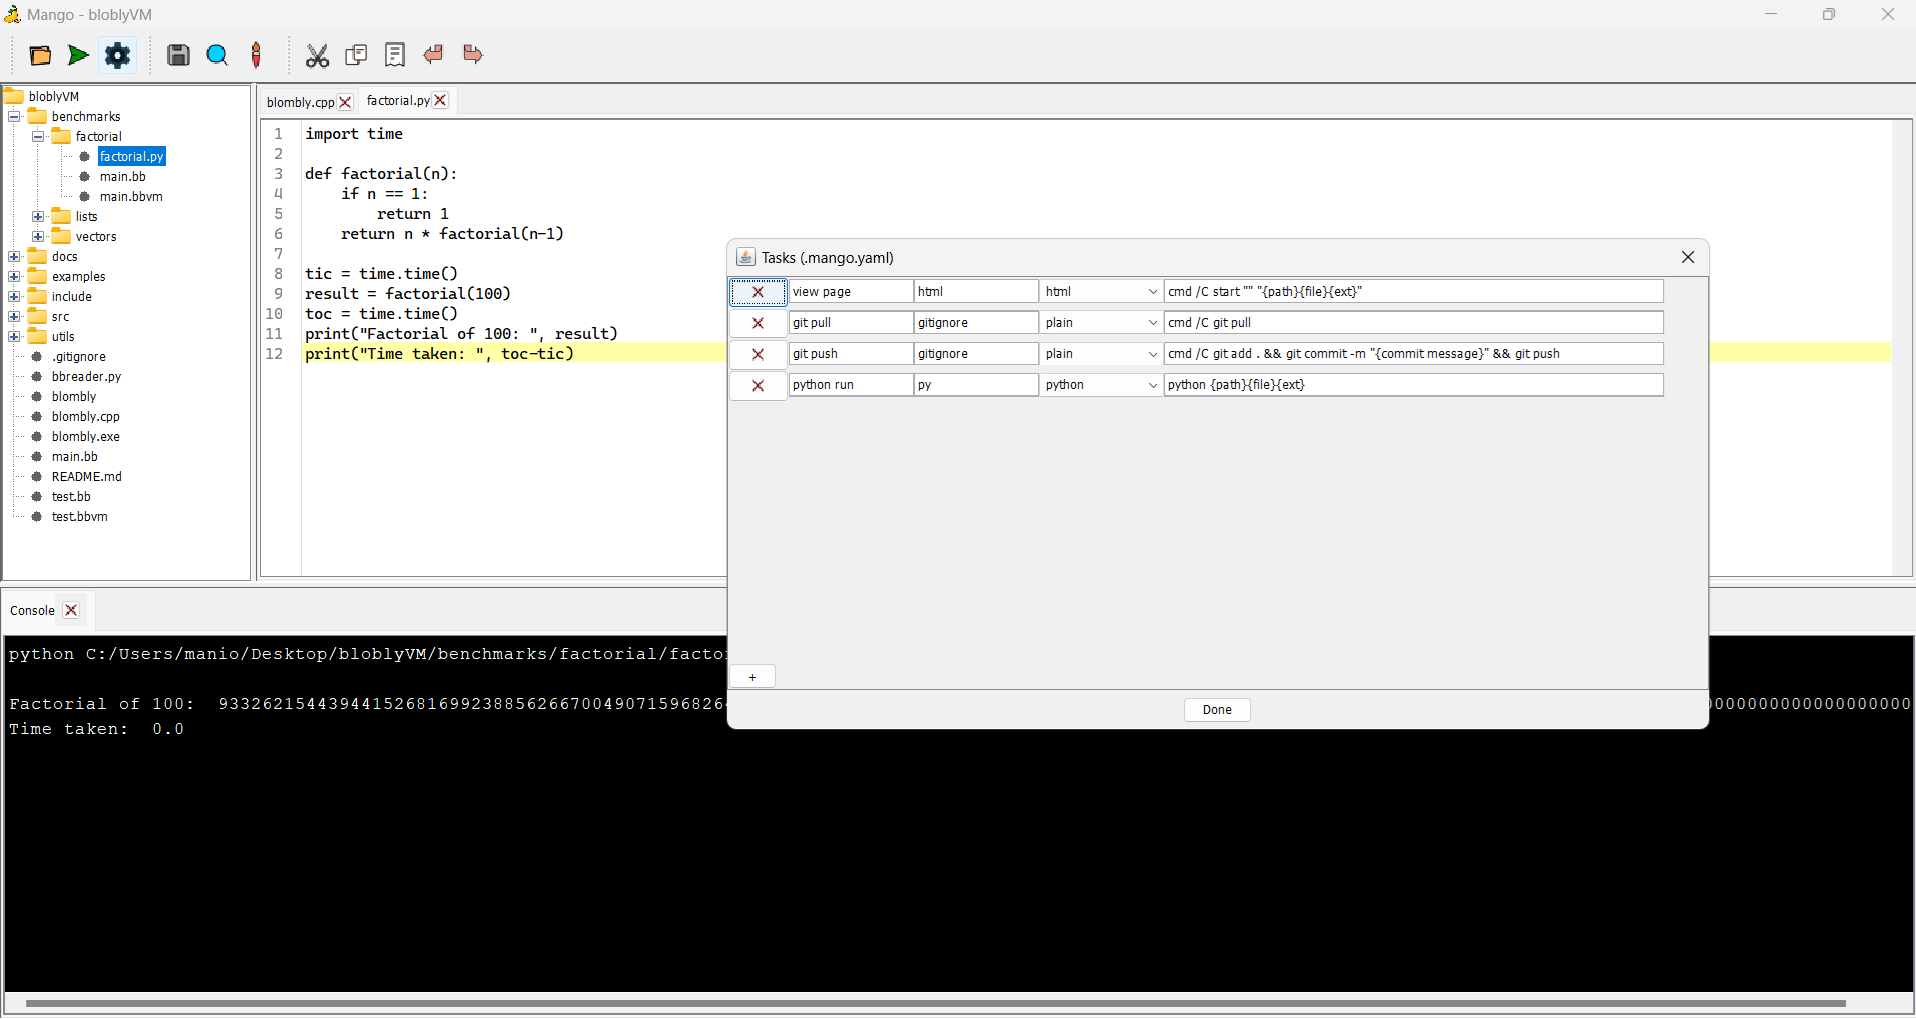 Mango - bloblyVM
bloblyVM
benchmarks
factorial
factorial.py
main.bb
main.bbvm
lists
vectors
docs
examples
include
src
utils
.gitignore
bbreader.py
blombly
blombly.cpp
blombly.exe
main.bb
README.md
test.bb
test.bbvm
blombly.cpp
factorial.py
1 import time
2
3 def factorial(n):
4     if n == 1:
5         return 1
6     return n * factorial(n-1)
7
8 tic = time.time()
9 result = factorial(100)
10 toc = time.time()
11 print("Factorial of 100: ", result)
12 print("Time taken: ", toc-tic)
Tasks (.mango.yaml)
view page html html cmd /C start "" "{path}{file}{ext}"
git pull gitignore plain cmd /C git pull
git push gitignore plain cmd /C git add . && git commit -m "{commit message}" && git push
python run py python python {path}{file}{ext}
+
Done
Console
python C:/Users/manio/Desktop/bloblyVM/benchmarks/factorial/facto
Factorial of 100:
Time taken:  0.0